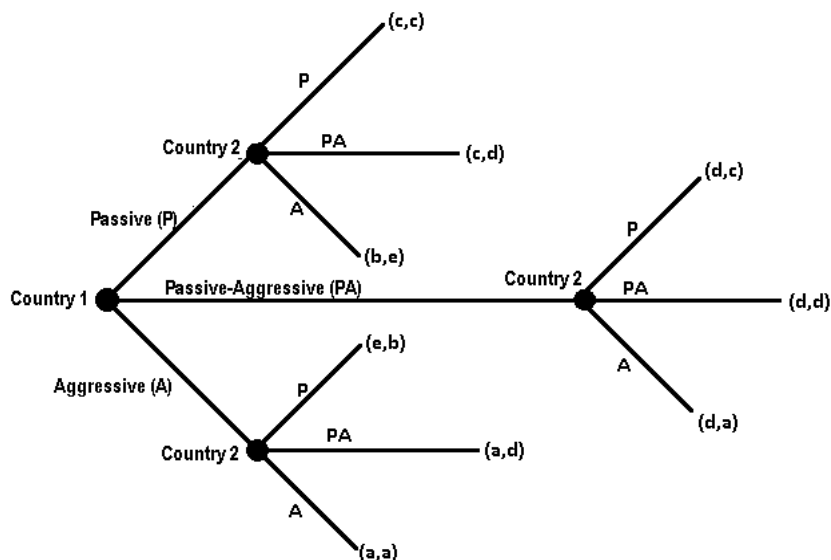 (c,c)
P
Country 2
PA
(c,d)
A
(d,c)
Passive (P)
P
(b,e)
Country 2
Country 1
Passive-Aggressive (PA)
PA
(d,d)
(e,b)
A
Aggressive (A)
P
(d,a)
Country 2
PA
(a,d)
A
(a,a)